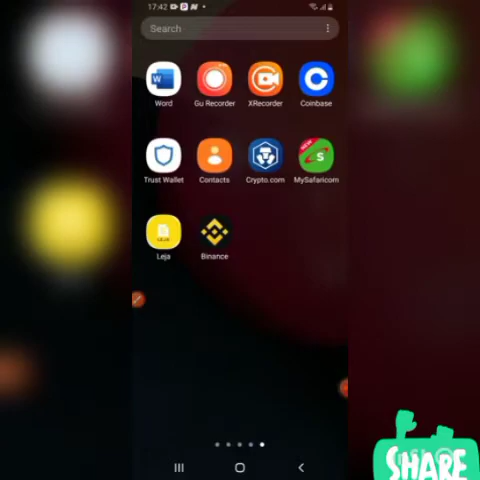 17:42
Search
Word
Gu Recorder
XRecorder
Coinbase
Trust Wallet
Contacts
Crypto.com
MySafaricom
Leja
Binance
SHARE